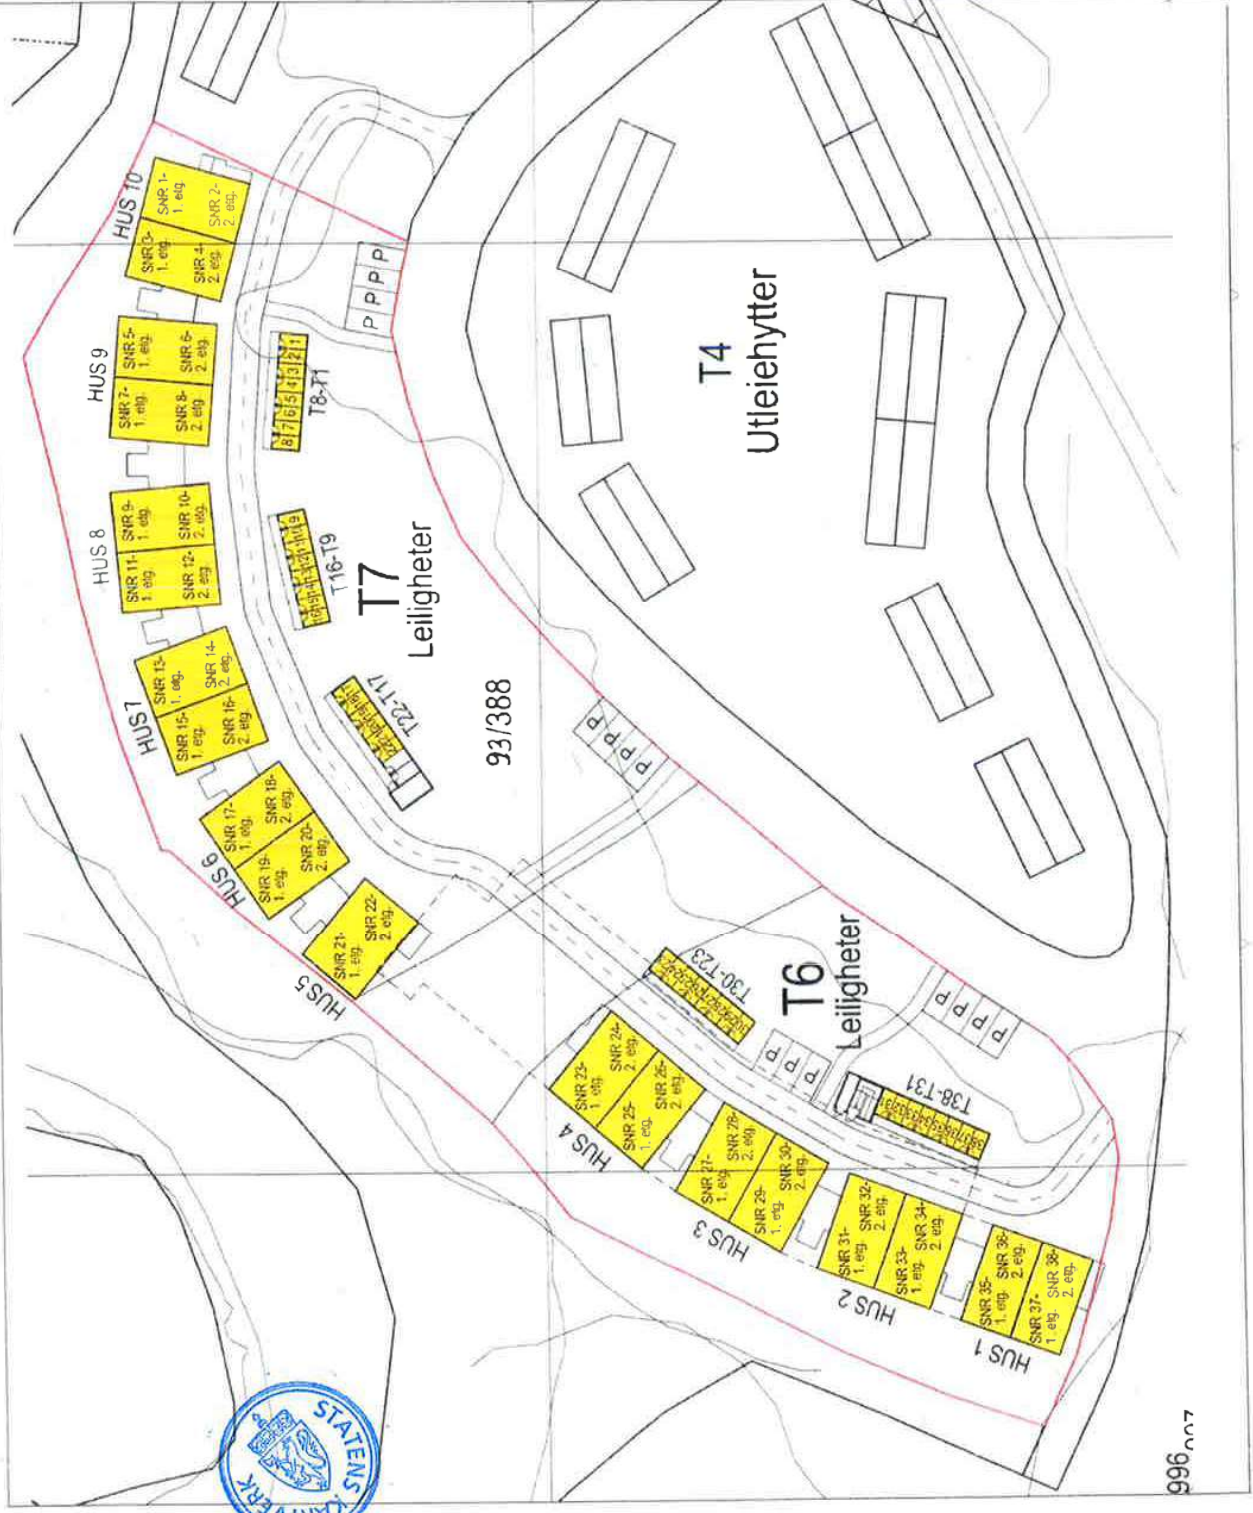 HUS 10
SNR 1-
1. etg.
SNR 2-
2. etg.
SNR 3-
1. etg.
SNR 4-
2. etg.
HUS 9
SNR 5-
1. etg.
SNR 6-
2. etg.
SNR 7-
1. etg.
SNR 8-
2. etg.
HUS 8
SNR 9-
1. etg.
SNR 10-
2. etg.
SNR 11-
1. etg.
SNR 12-
2. etg.
HUS 7
SNR 13-
1. etg.
SNR 14-
2. etg.
SNR 15-
1. etg.
SNR 16-
2. etg.
HUS 6
SNR 17-
1. etg.
SNR 18-
2. etg.
SNR 19-
1. etg.
SNR 20-
2. etg.
HUS 5
SNR 21-
1. etg.
SNR 22-
2. etg.
HUS 4
SNR 23-
1. etg.
SNR 24-
2. etg.
SNR 25-
1. etg.
SNR 26-
2. etg.
HUS 3
SNR 27-
1. etg.
SNR 28-
2. etg.
SNR 29-
1. etg.
SNR 30-
2. etg.
HUS 2
SNR 31-
1. etg.
SNR 32-
2. etg.
SNR 33-
1. etg.
SNR 34-
2. etg.
HUS 1
SNR 35-
1. etg.
SNR 36-
2. etg.
SNR 37-
1. etg.
SNR 38-
2. etg.
P P P P
8 7 6 5 4 3 2 1
T8-T1
T16-T9
T7
Leiligheter
T22-T17
93/388
P P P P
T4
Utleiehytter
T30-T23
T6
Leiligheter
P P P
P P P P
T38-T31
STATENS KARTVERK
996